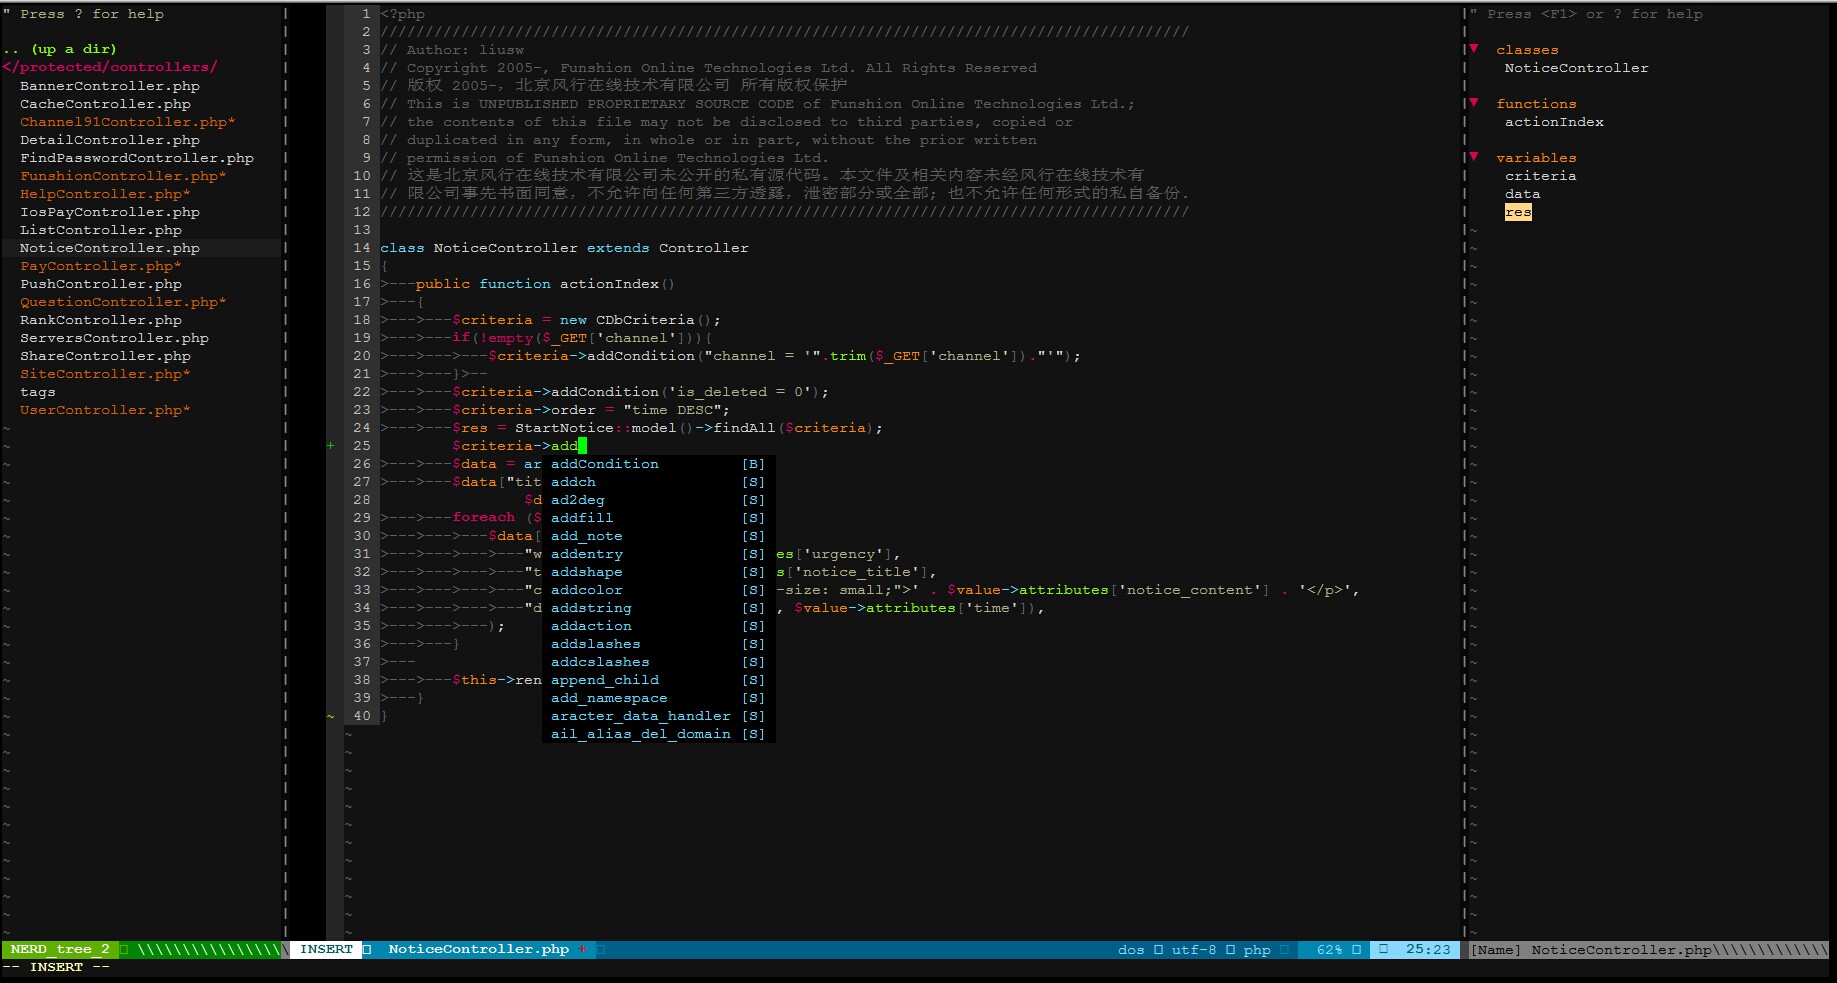 " Press ? for help
.. (up a dir)
</protected/controllers/
BannerController.php
CacheController.php
Channel91Controller.php*
DetailController.php
FindPasswordController.php
FunshionController.php*
HelpController.php*
IosPayController.php
ListController.php
NoticeController.php
PayController.php*
PushController.php
QuestionController.php*
RankController.php
ServersController.php
ShareController.php
SiteController.php*
tags
UserController.php*
1 <?php
2 //////////////////////////////////////////////////////////////////////////////////////////
3 // Author: liusw
4 // Copyright 2005-, Funshion Online Technologies Ltd. All Rights Reserved
5 // 版权 2005-, 北京风行在线技术有限公司 所有版权保护
6 // This is UNPUBLISHED PROPRIETARY SOURCE CODE of Funshion Online Technologies Ltd.;
7 // the contents of this file may not be disclosed to third parties, copied or
8 // duplicated in any form, in whole or in part, without the prior written
9 // permission of Funshion Online Technologies Ltd.
10 // 这是北京风行在线技术有限公司未公开的私有源代码。本文件及相关内容未经风行在线技术有
11 // 限公司事先书面同意，不允许向任何第三方透露，泄密部分或全部; 也不允许任何形式的私自备份.
12 //////////////////////////////////////////////////////////////////////////////////////////
13
14 class NoticeController extends Controller
15 {
16 >---public function actionIndex()
17 >---{
18 >--->---$criteria = new CDbCriteria();
19 >--->---if(!empty($_GET['channel'])){
20 >--->--->---$criteria->addCondition("channel = '".trim($_GET['channel'])."'");
21 >--->---}>--
22 >--->---$criteria->addCondition('is_deleted = 0');
23 >--->---$criteria->order = "time DESC";
24 >--->---$res = StartNotice::model()->findAll($criteria);
+ 25 $criteria->add
26 >--->---$data = ar addCondition [B]
27 >--->---$data["tit addch [S]
28 $d ad2deg [S]
29 >--->---foreach ($ addfill [S]
30 >--->--->---$data[ add_note [S]
31 >--->--->--->---"w addentry [S] es['urgency'],
32 >--->--->--->---"t addshape [S] s['notice_title'],
33 >--->--->--->---"c addcolor [S] -size: small;">' . $value->attributes['notice_content'] . '</p>',
34 >--->--->--->---"d addstring [S] , $value->attributes['time']),
35 >--->--->---); addaction [S]
36 >--->---} addslashes [S]
37 >--- addcslashes [S]
38 >--->---$this->ren append_child [S]
39 >---} add_namespace [S]
~ 40 } aracter_data_handler [S]
ail_alias_del_domain [S]
" Press <F1> or ? for help
▼ classes
NoticeController
▼ functions
actionIndex
▼ variables
criteria
data
res
NERD_tree_2 \\\\\\\\\\\\\\\\\ INSERT NoticeController.php + dos utf-8 php 62% 25:23 [Name] NoticeController.php\\\\\\\\\\\\\
-- INSERT --